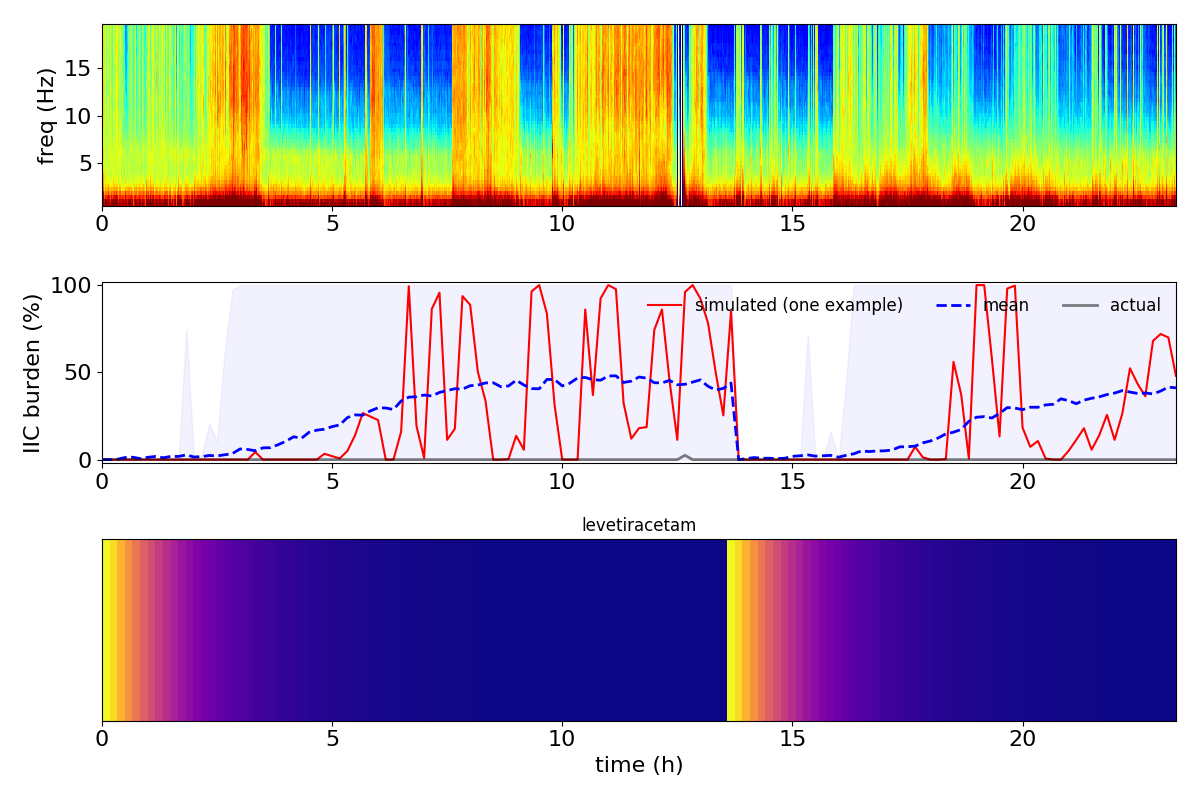 freq (Hz)
15
10
5
0 5 10 15 20
IIC burden (%)
100
50
0
simulated (one example) mean actual
0 5 10 15 20
levetiracetam
0 5 10 15 20
time (h)